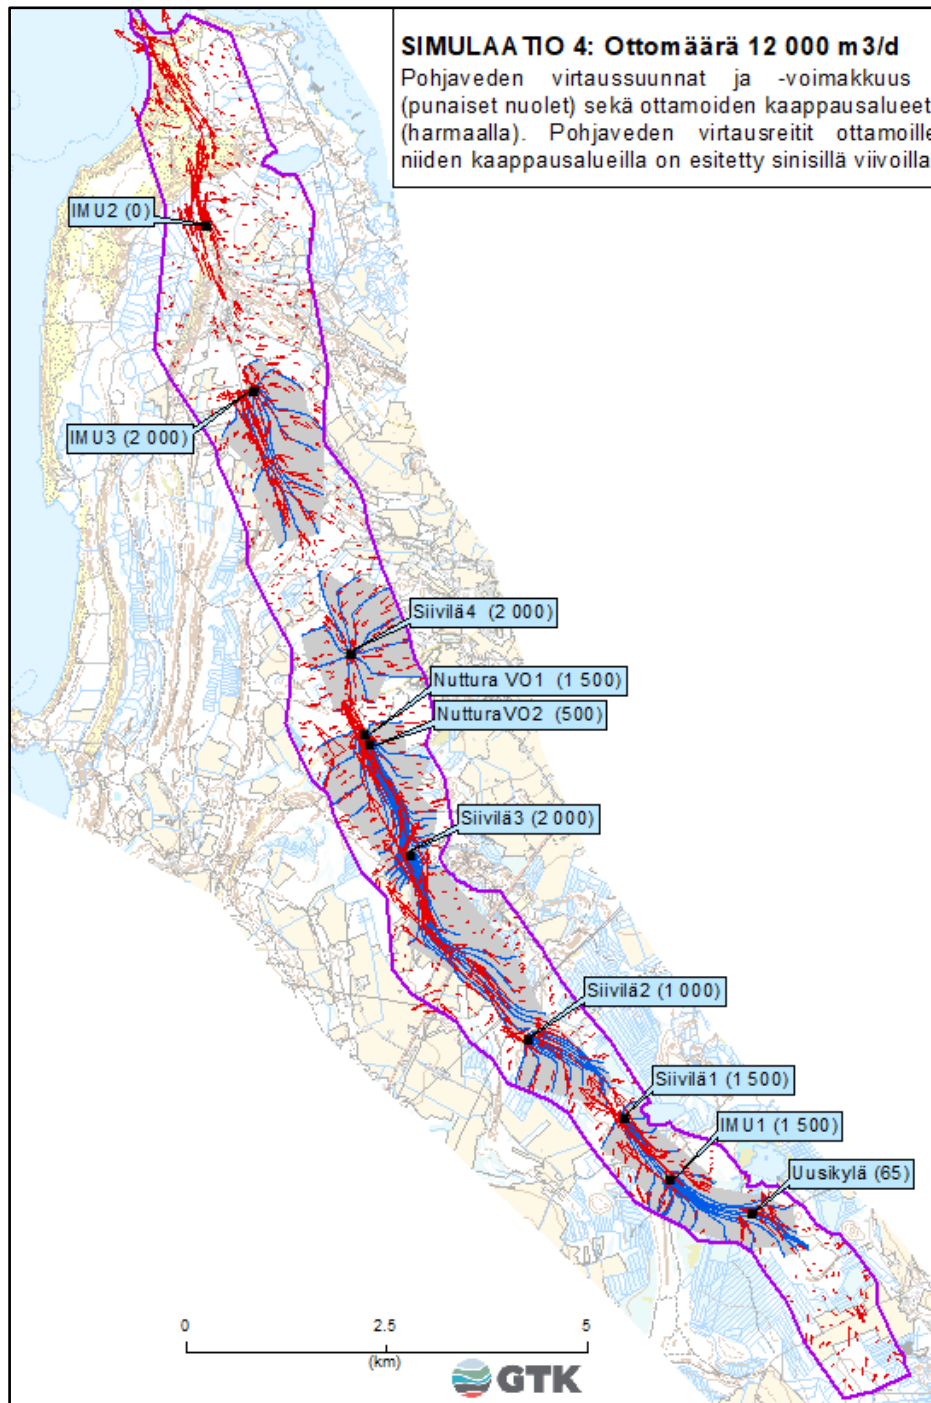 SIMULAATIO 4: Ottomäärä 12 000 m3/d
Pohjaveden virtaussuunnat ja -voimakkuus
(punaiset nuolet) sekä ottamoiden kaappausalueet
(harmaalla). Pohjaveden virtausreitit ottamoille
niiden kaappausalueilla on esitetty sinisillä viivoilla
IMU2 (0)
IMU3 (2 000)
Siivilä4 (2 000)
Nuttura VO1 (1 500)
NutturaVO2 (500)
Siivilä3 (2 000)
Siivilä2 (1 000)
Siivilä1 (1 500)
IMU1 (1 500)
Uusikylä (65)
0 2.5 5
(km)
GTK